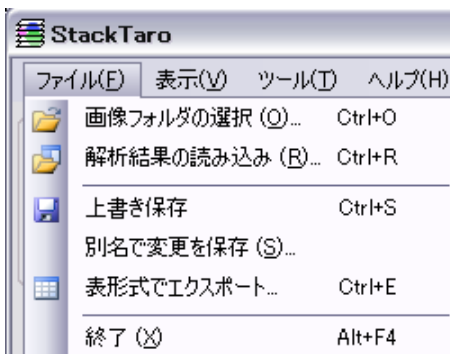 StackTaro
ファイル(F) 表示(V) ツール(T) ヘルプ(H)
画像フォルダの選択 (O)... Ctrl+O
解析結果の読み込み (R)... Ctrl+R
上書き保存 Ctrl+S
別名で変更を保存 (S)...
表形式でエクスポート... Ctrl+E
終了 (X) Alt+F4